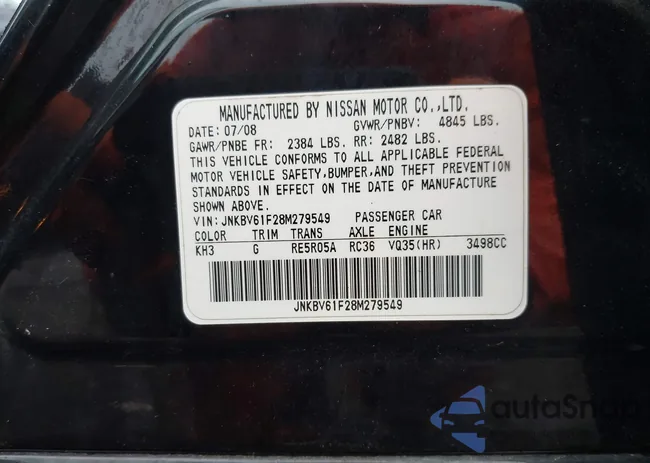 MANUFACTURED BY NISSAN MOTOR CO.,LTD.
DATE: 07/08 GVWR/PNBV: 4845 LBS.
GAWR/PNBE FR: 2384 LBS. RR: 2482 LBS.
THIS VEHICLE CONFORMS TO ALL APPLICABLE FEDERAL
MOTOR VEHICLE SAFETY,BUMPER,AND THEFT PREVENTION
STANDARDS IN EFFECT ON THE DATE OF MANUFACTURE
SHOWN ABOVE.
VIN: JNKBV61F28M279549 PASSENGER CAR
COLOR TRIM TRANS AXLE ENGINE
KH3 G RE5R05A RC36 VQ35(HR) 3498CC
JNKBV61F28M279549
autoSnap